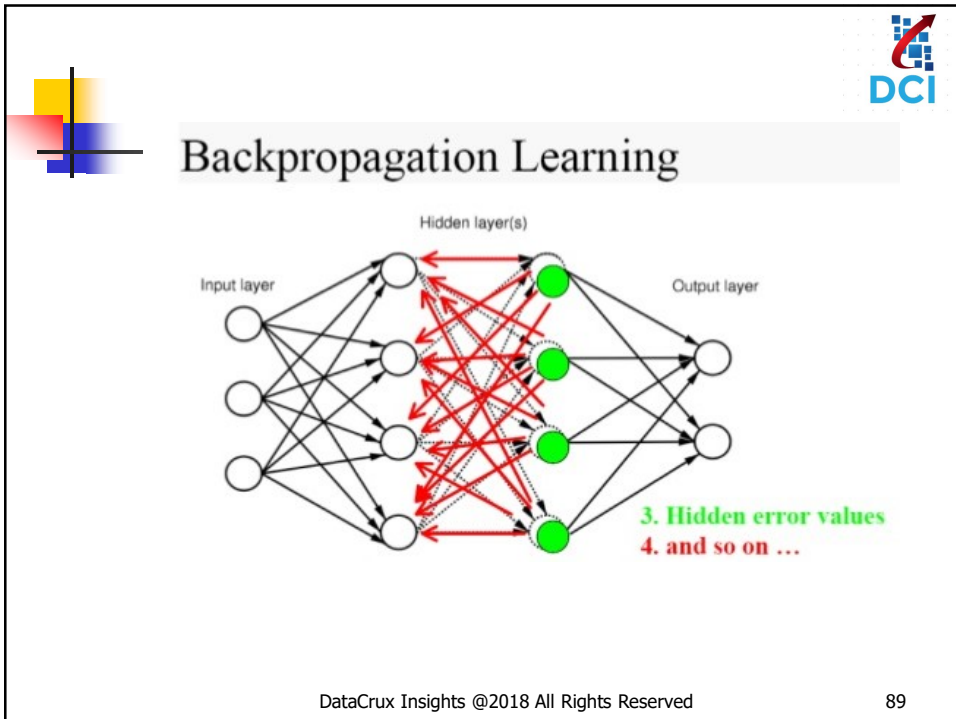 DCI
Backpropagation Learning
Hidden layer(s)
Input layer
Output layer
3. Hidden error values
4. and so on ...
DataCrux Insights @2018 All Rights Reserved
89